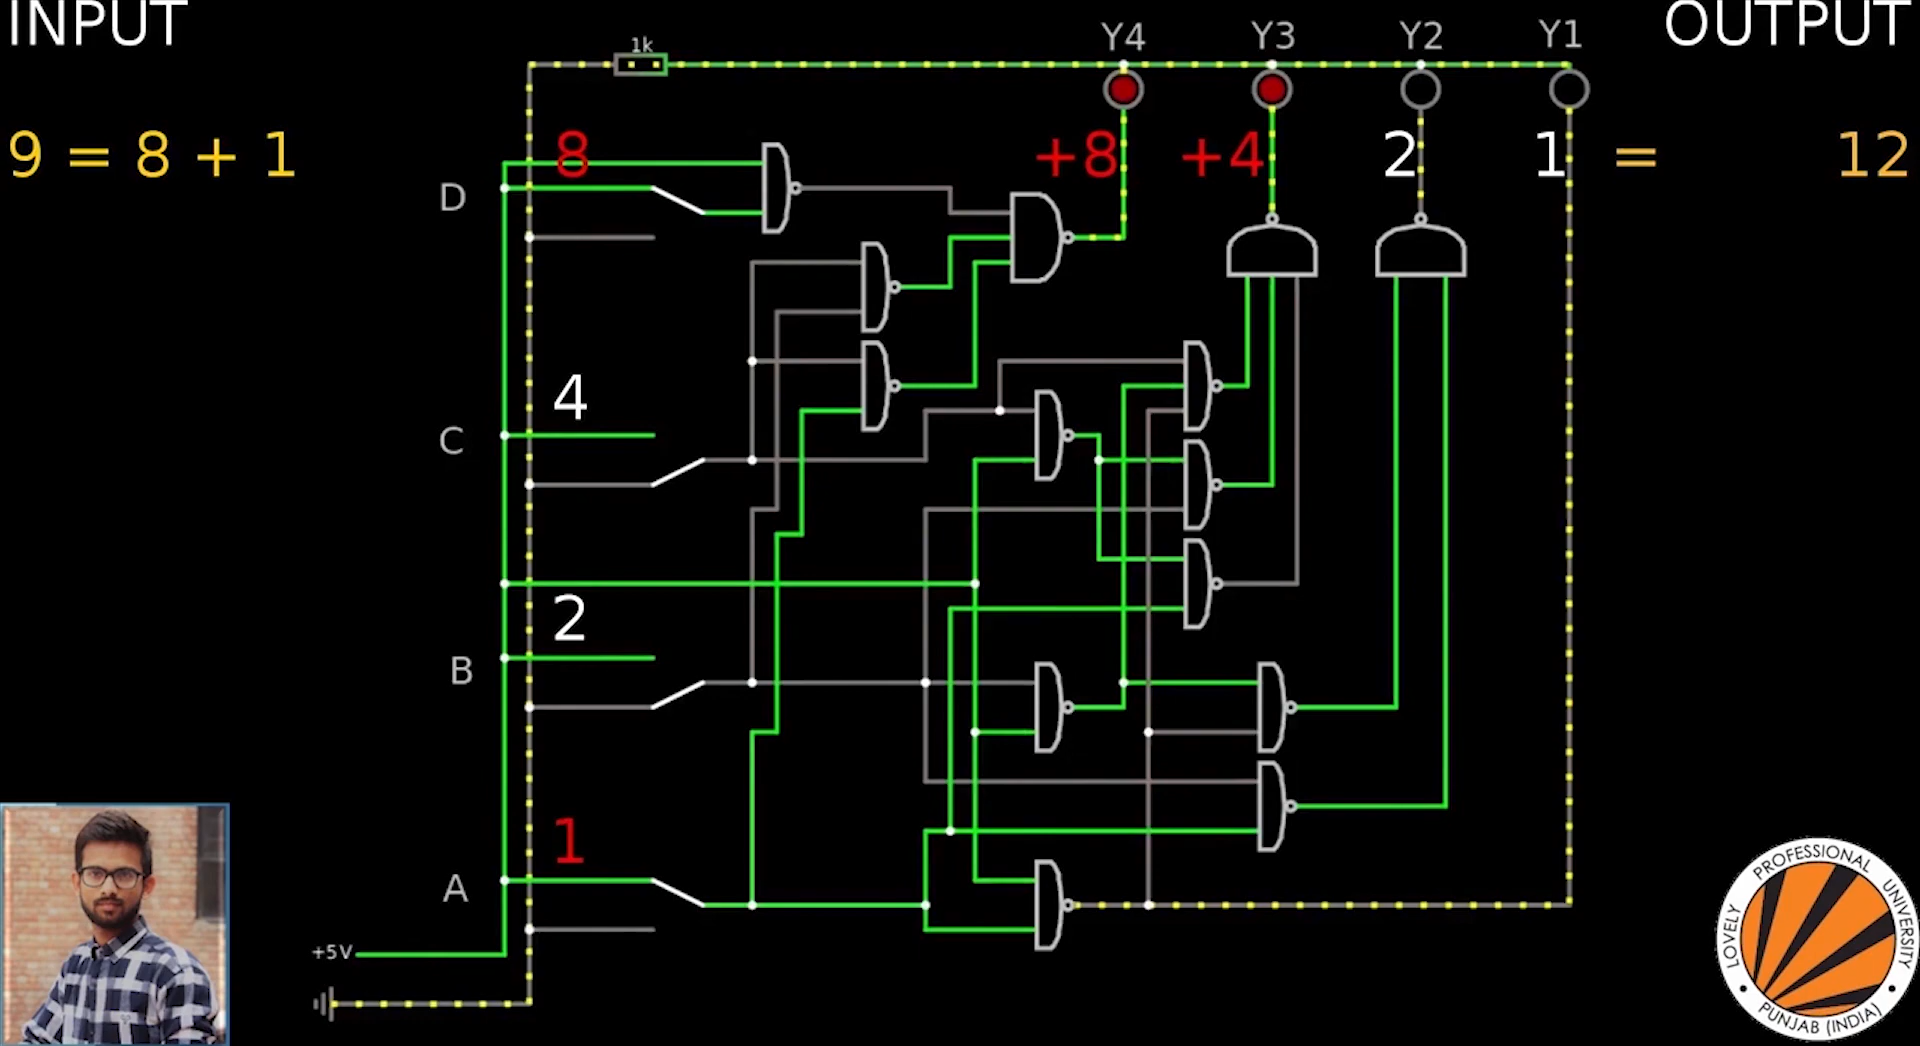 INPUT
OUTPUT
1k
Y4 Y3 Y2 Y1
9 = 8 + 1
8
+8 +4 2 1 = 12
D
4
C
2
B
1
A
+5V
LOVELY PROFESSIONAL UNIVERSITY
PUNJAB (INDIA)